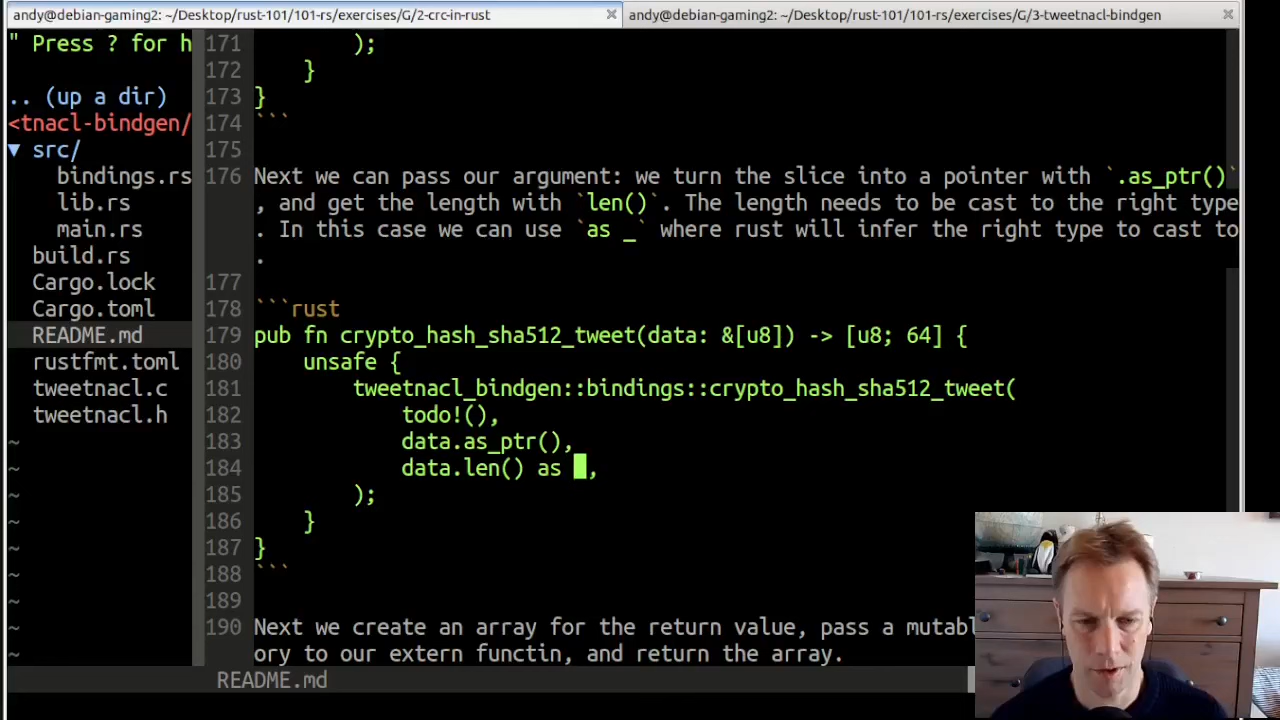 andy@debian-gaming2: ~/Desktop/rust-101/101-rs/exercises/G/2-crc-in-rust
andy@debian-gaming2: ~/Desktop/rust-101/101-rs/exercises/G/3-tweetnacl-bindgen
" Press ? for h
.. (up a dir)
<tnacl-bindgen/
▼ src/
bindings.rs
lib.rs
main.rs
build.rs
Cargo.lock
Cargo.toml
README.md
rustfmt.toml
tweetnacl.c
tweetnacl.h
~
~
~
~
~
~
~
~
~
171 );
172 }
173 }
174 ```
175
176 Next we can pass our argument: we turn the slice into a pointer with `.as_ptr()`
, and get the length with `len()`. The length needs to be cast to the right type
. In this case we can use `as _` where rust will infer the right type to cast to
.
177
178 ```rust
179 pub fn crypto_hash_sha512_tweet(data: &[u8]) -> [u8; 64] {
180 unsafe {
181 tweetnacl_bindgen::bindings::crypto_hash_sha512_tweet(
182 todo!(),
183 data.as_ptr(),
184 data.len() as ,
185 );
186 }
187 }
188 ```
189
190 Next we create an array for the return value, pass a mutabl
ory to our extern functin, and return the array.
README.md